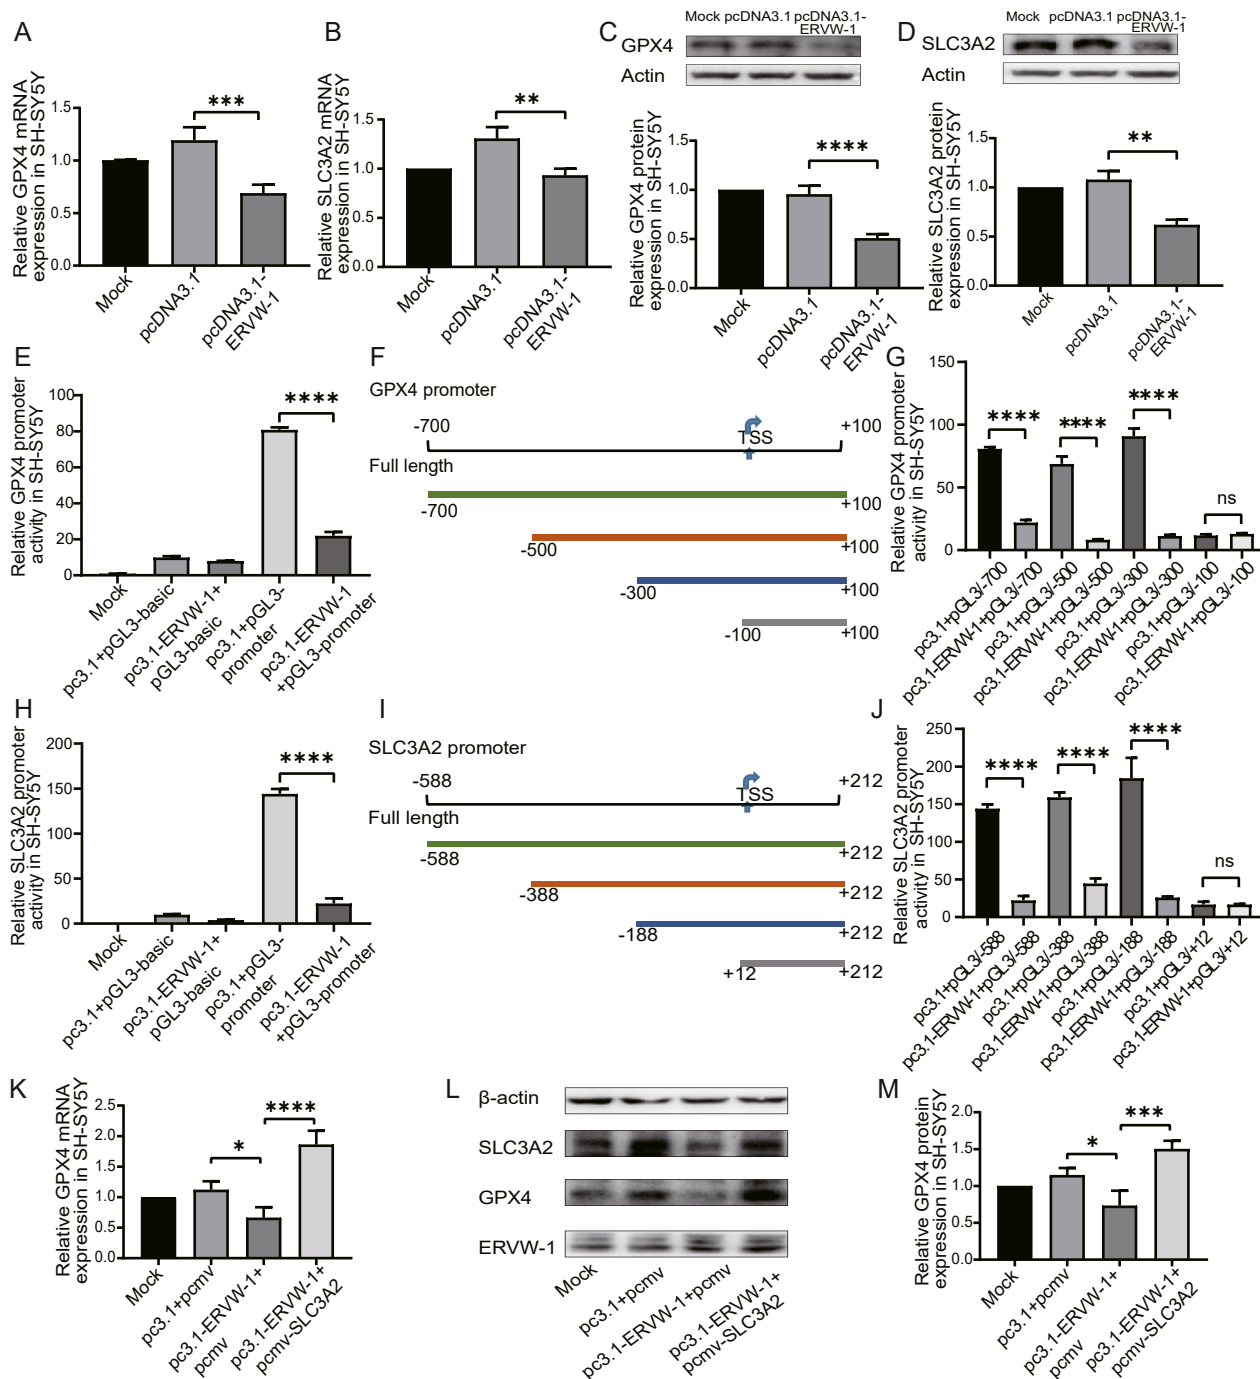 A
Relative GPX4 mRNA
expression in SH-SY5Y
1.5
1.0
0.5
0.0
***
Mock
pcDNA3.1
pcDNA3.1-
ERVW-1
B
Relative SLC3A2 mRNA
expression in SH-SY5Y
1.5
1.0
0.5
0.0
**
Mock
pcDNA3.1
pcDNA3.1-
ERVW-1
C
Mock pcDNA3.1 pcDNA3.1-
ERVW-1
GPX4
Actin
Relative GPX4 protein
expression in SH-SY5Y
1.5
1.0
0.5
0.0
****
Mock
pcDNA3.1
pcDNA3.1-
ERVW-1
D
Mock pcDNA3.1 pcDNA3.1-
ERVW-1
SLC3A2
Actin
Relative SLC3A2 protein
expression in SH-SY5Y
1.5
1.0
0.5
0.0
**
Mock
pcDNA3.1
pcDNA3.1-
ERVW-1
E
Relative GPX4 promoter
activity in SH-SY5Y
100
80
60
40
20
0
****
Mock
pc3.1+pGL3-basic
pc3.1-ERVW-1+
pGL3-basic
pc3.1+pGL3-
promoter
pc3.1-ERVW-1
+pGL3-promoter
F
GPX4 promoter
-700
TSS
+100
Full length
-700
+100
-500
+100
-300
+100
-100
+100
G
Relative GPX4 promoter
activity in SH-SY5Y
150
100
50
0
****
****
****
ns
pc3.1+pGL3/-700
pc3.1-ERVW-1+pGL3/-700
pc3.1+pGL3/-500
pc3.1-ERVW-1+pGL3/-500
pc3.1+pGL3/-300
pc3.1-ERVW-1+pGL3/-300
pc3.1+pGL3/-100
pc3.1-ERVW-1+pGL3/-100
H
Relative SLC3A2 promoter
activity in SH-SY5Y
200
150
100
50
0
****
Mock
pc3.1+pGL3-basic
pc3.1-ERVW-1+
pGL3-basic
pc3.1+pGL3-
promoter
pc3.1-ERVW-1
+pGL3-promoter
I
SLC3A2 promoter
-588
TSS
+212
Full length
-588
+212
-388
+212
-188
+212
+12
+212
J
Relative SLC3A2 promoter
activity in SH-SY5Y
250
200
150
100
50
0
****
****
****
ns
pc3.1+pGL3/-588
pc3.1-ERVW-1+pGL3/-588
pc3.1+pGL3/-388
pc3.1-ERVW-1+pGL3/-388
pc3.1+pGL3/-188
pc3.1-ERVW-1+pGL3/-188
pc3.1+pGL3/+12
pc3.1-ERVW-1+pGL3/+12
K
Relative GPX4 mRNA
expression in SH-SY5Y
2.5
2.0
1.5
1.0
0.5
0.0
*
****
Mock
pc3.1+pcmv
pc3.1-ERVW-1+
pcmv
pc3.1-ERVW-1+
pcmv-SLC3A2
L
β-actin
SLC3A2
GPX4
ERVW-1
Mock
pc3.1+pcmv
pc3.1-ERVW-1+pcmv
pc3.1-ERVW-1+
pcmv-SLC3A2
M
Relative GPX4 protein
expression in SH-SY5Y
2.0
1.5
1.0
0.5
0.0
*
***
Mock
pc3.1+pcmv
pc3.1-ERVW-1+
pcmv
pc3.1-ERVW-1+
pcmv-SLC3A2